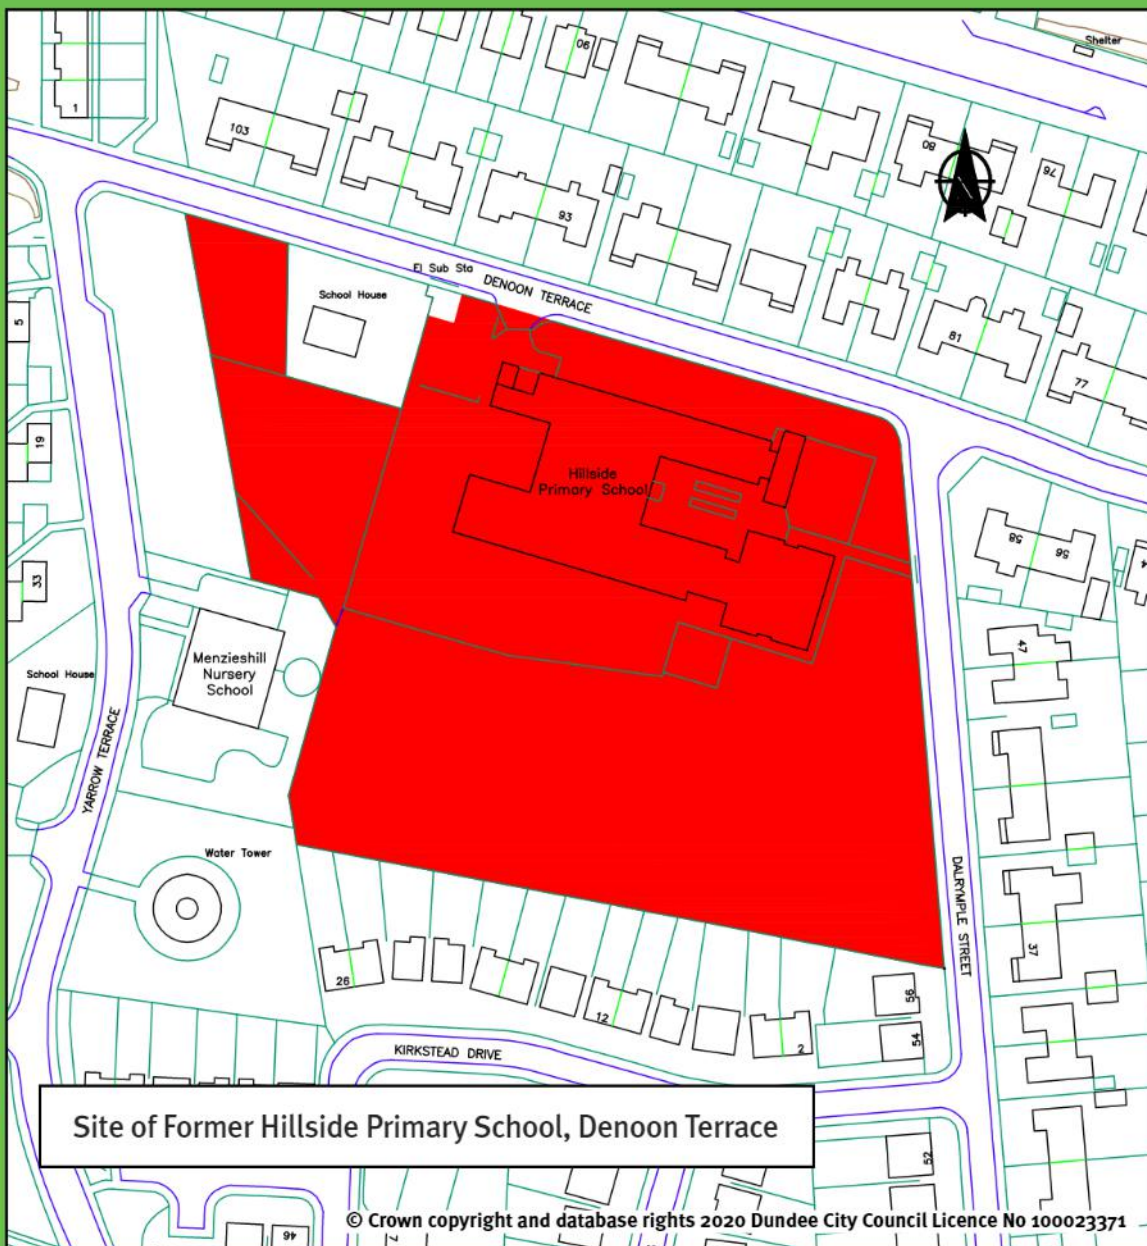 Shelter
1
90
103
80
76
93
El Sub Sta
DENOON TERRACE
School House
5
81
77
19
Hillside
Primary School
58
56
33
47
Menzieshill
Nursery
School
School House
YARROW TERRACE
Water Tower
DALRYMPLE STREET
37
26
12
2
56
54
KIRKSTEAD DRIVE
Site of Former Hillside Primary School, Denoon Terrace
52
46
© Crown copyright and database rights 2020 Dundee City Council Licence No 100023371